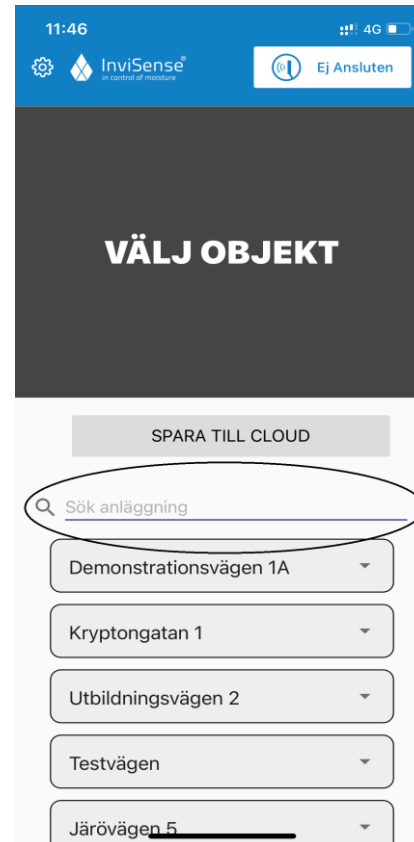 11:46 4G
InviSense®
in control of moisture
Ej Ansluten
VÄLJ OBJEKT
SPARA TILL CLOUD
Sök anläggning
Demonstrationsvägen 1A
Kryptongatan 1
Utbildningsvägen 2
Testvägen
Järövägen 5